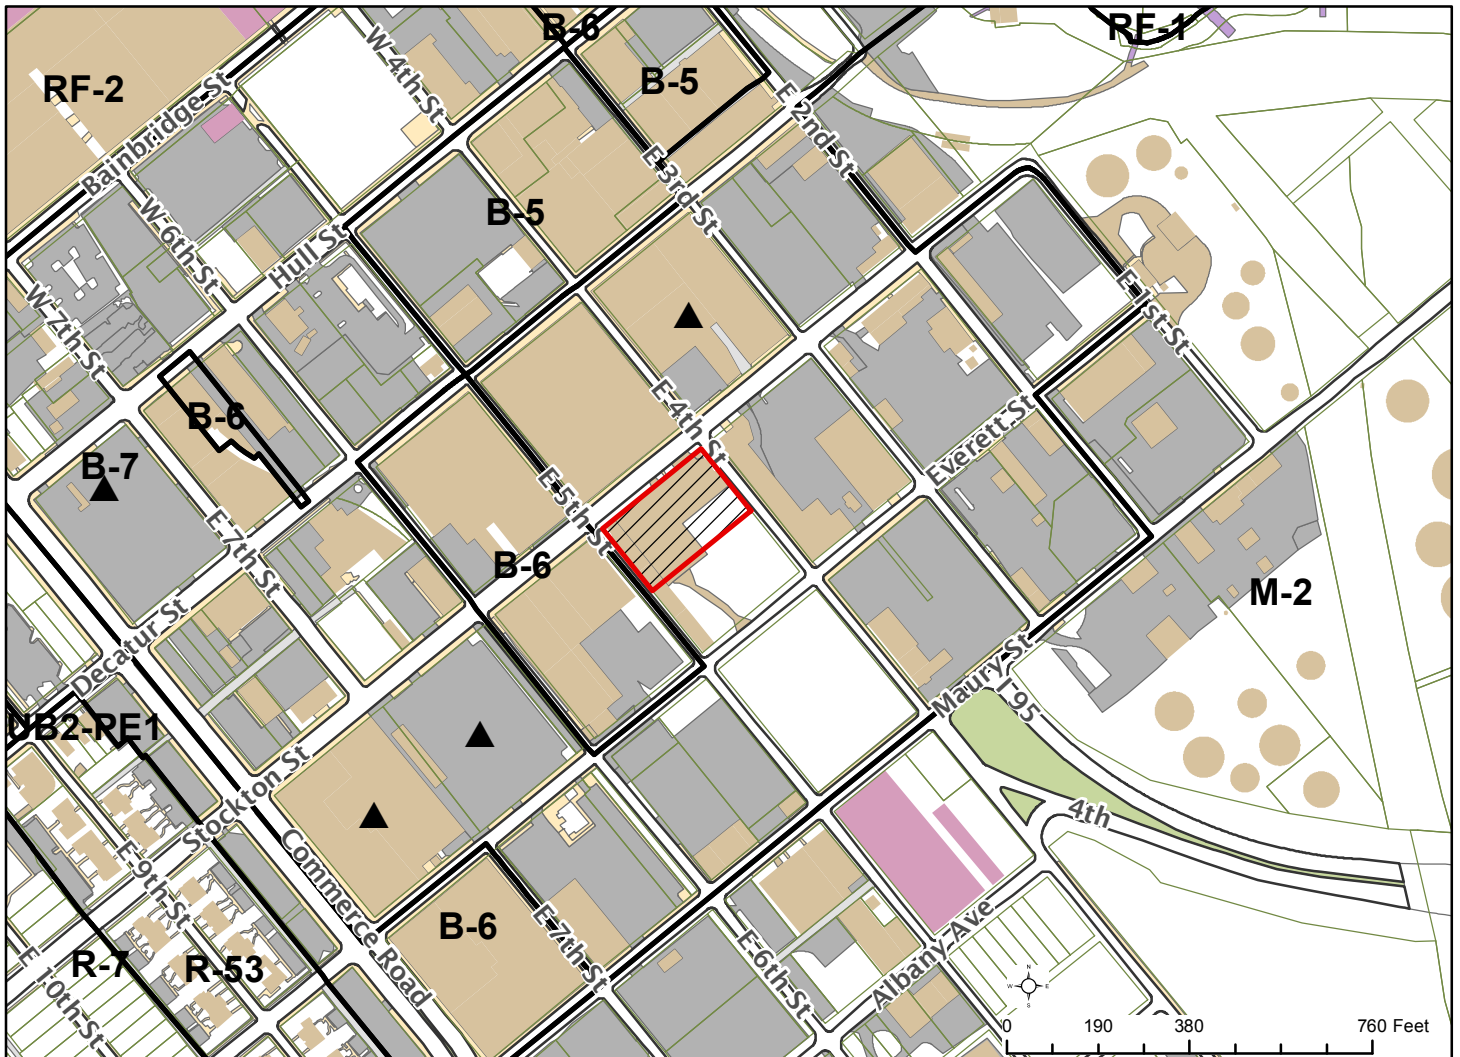 B-6
RF-1
W 4th St
RF-2
B-5
Bainbridge St
E 2nd St
E 3rd St
B-5
W 6th St
Hull St
W 7th St
E 1st St
E 4th St
B-6
Everett St
B-7
E 5th St
E 7th St
B-6
M-2
Decatur St
Maury St
I-95
UB2-PE1
Stockton St
4th
Commerce Road
E 9th St
B-6
E 7th St
Albany Ave
R-7
R-53
E 6th St
E 10th St
N
W E
S
0 190 380 760 Feet